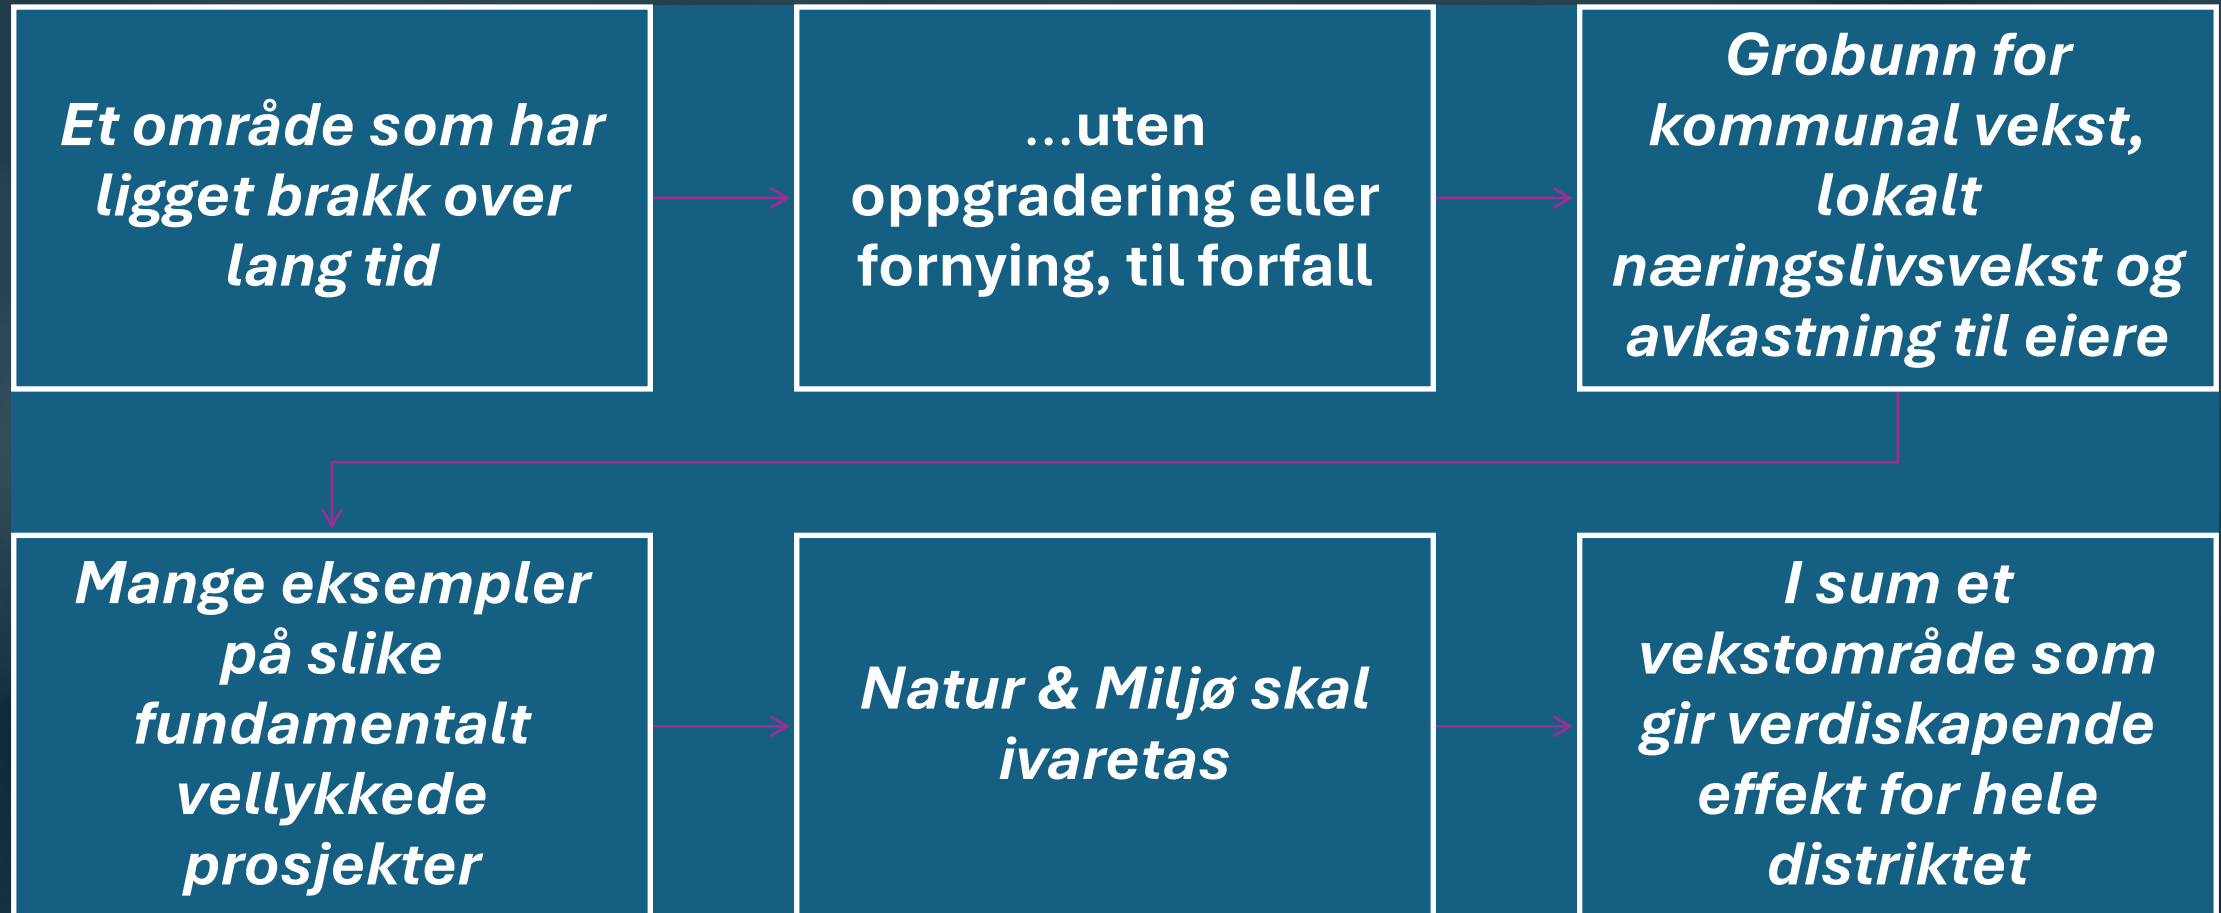 Et område som har
ligget brakk over
lang tid
...uten
oppgradering eller
fornying, til forfall
Grobunn for
kommunal vekst,
lokalt
næringslivsvekst og
avkastning til eiere
Mange eksempler
på slike
fundamentalt
vellykkede
prosjekter
Natur & Miljø skal
ivaretas
I sum et
vekstområde som
gir verdiskapende
effekt for hele
distriktet